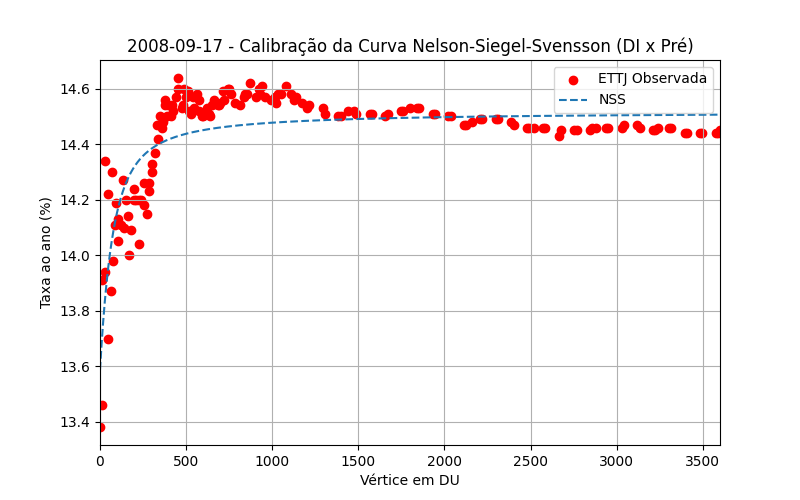 2008-09-17 - Calibração da Curva Nelson-Siegel-Svensson (DI x Pré)
ETTJ Observada
NSS
Taxa ao ano (%)
14.6
14.4
14.2
14.0
13.8
13.6
13.4
0 500 1000 1500 2000 2500 3000 3500
Vértice em DU